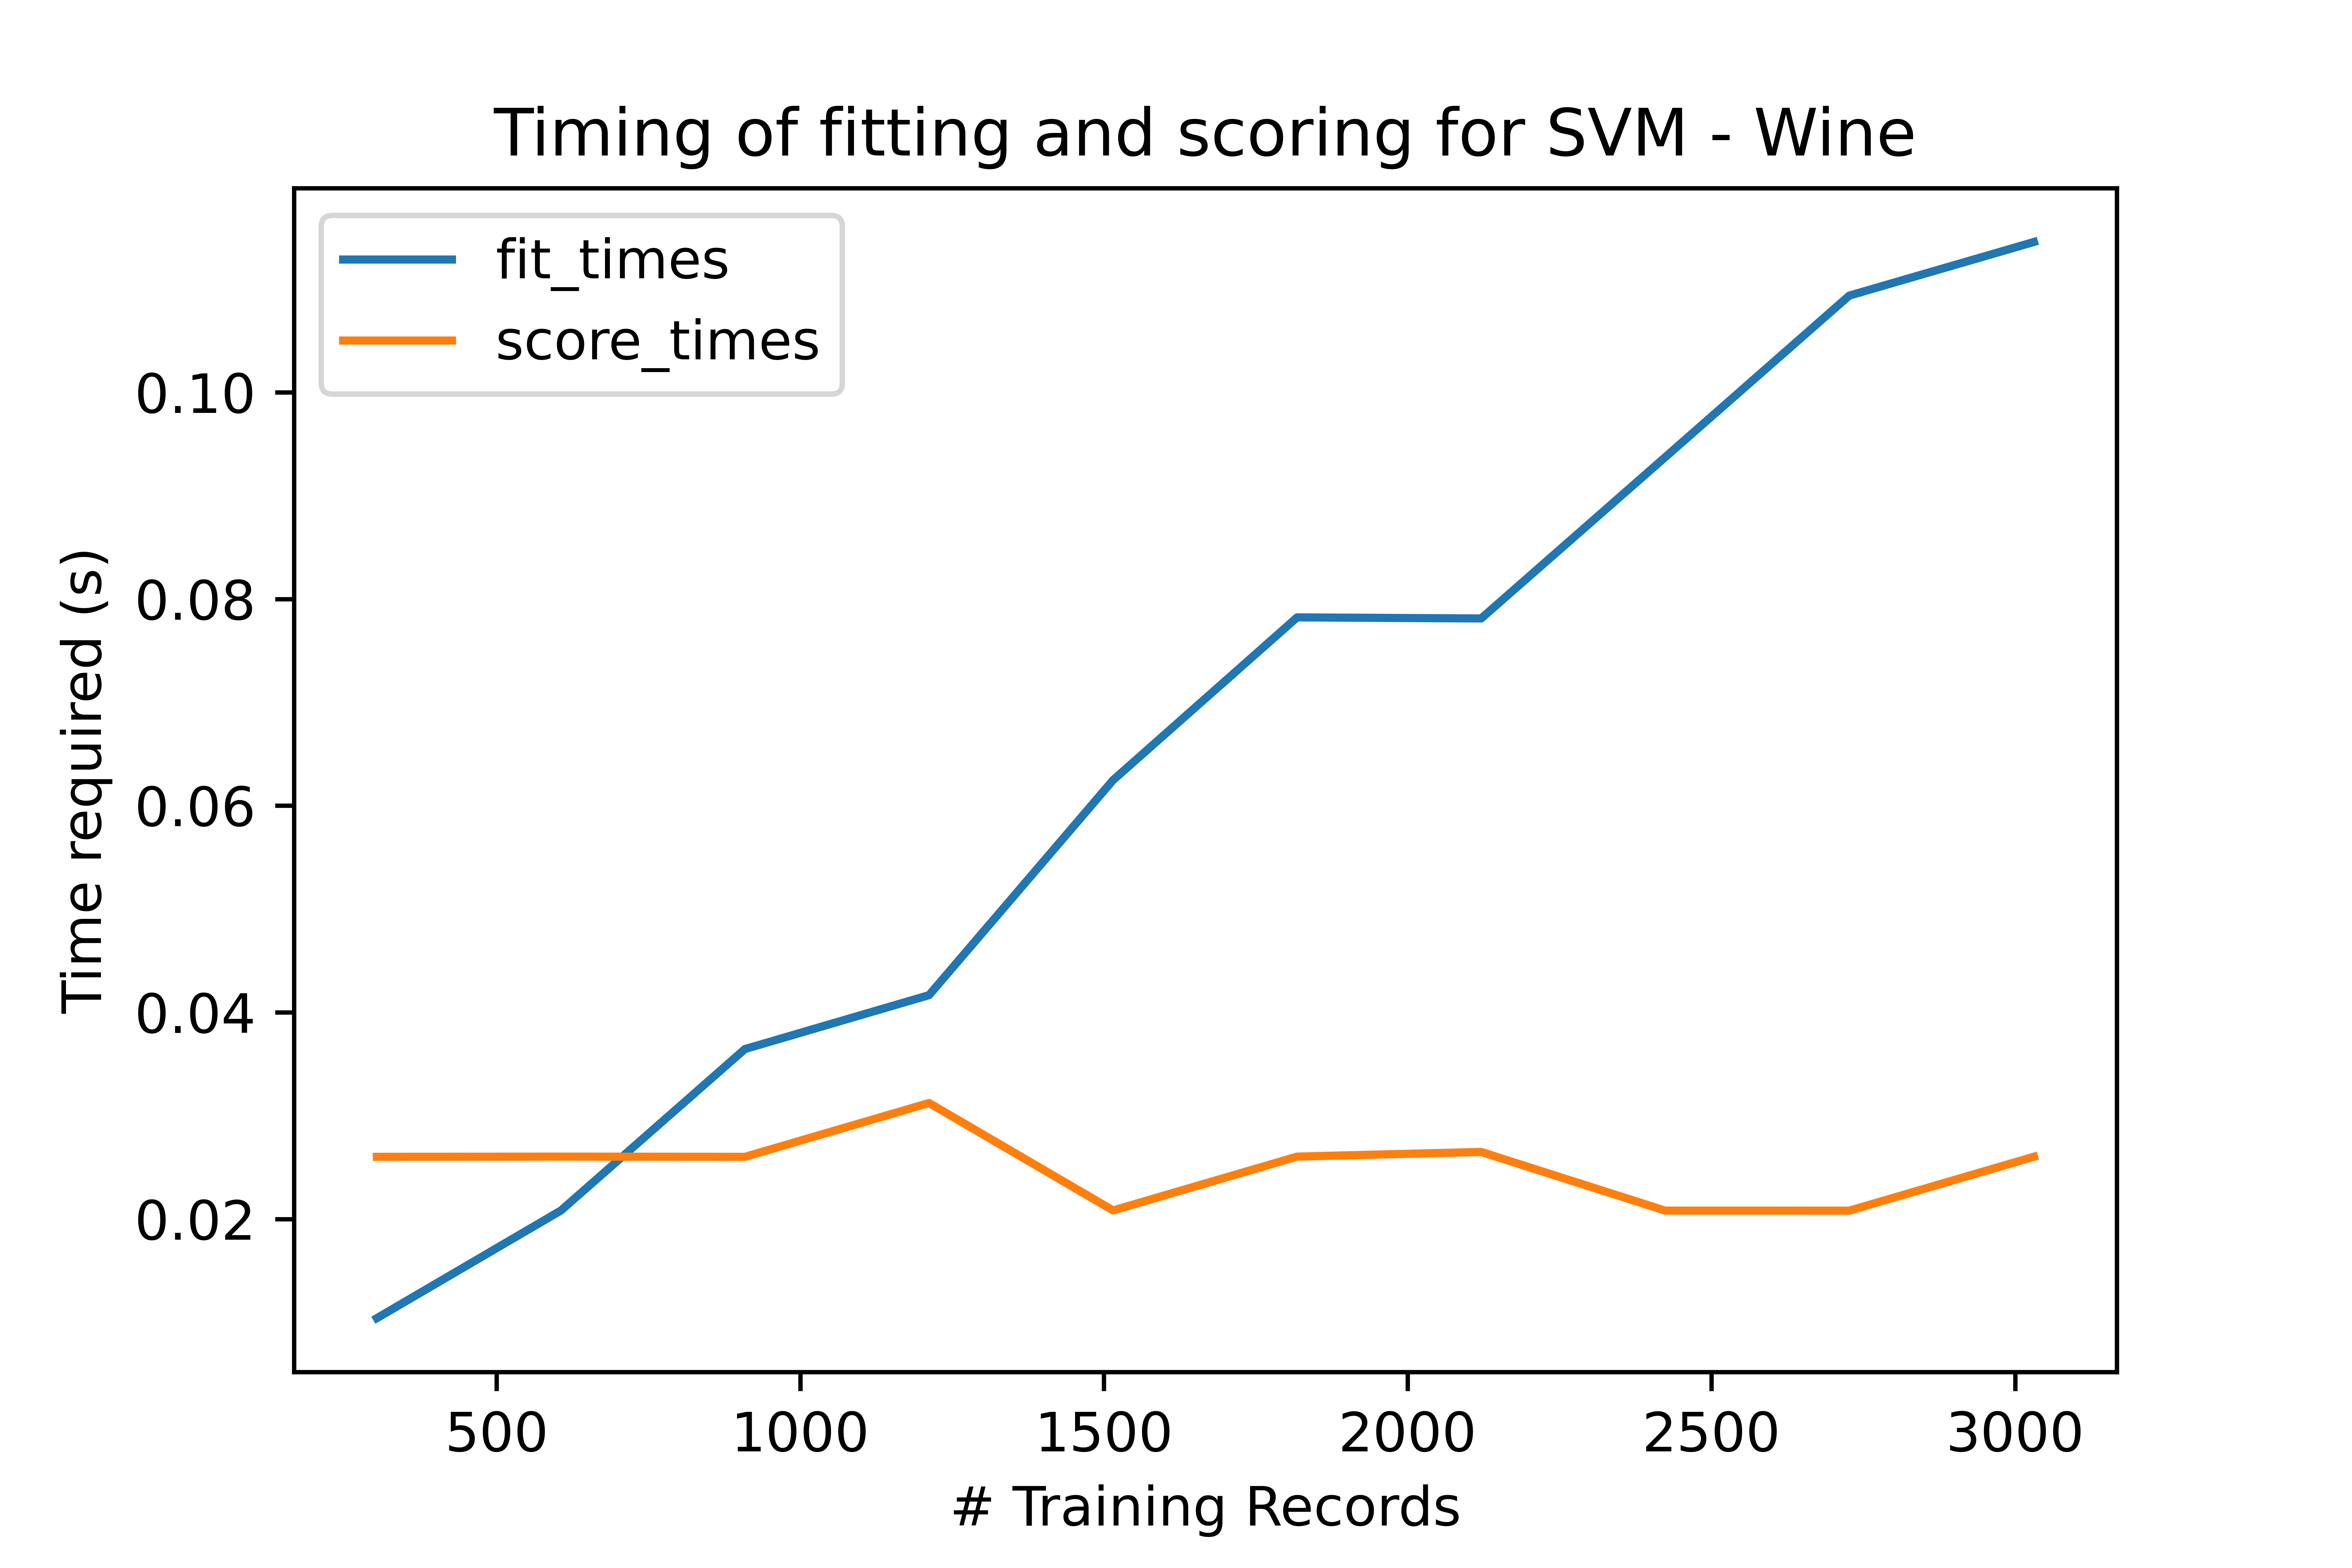 Timing of fitting and scoring for SVM - Wine
fit_times
score_times
Time required (s)
0.10
0.08
0.06
0.04
0.02
500 1000 1500 2000 2500 3000
# Training Records